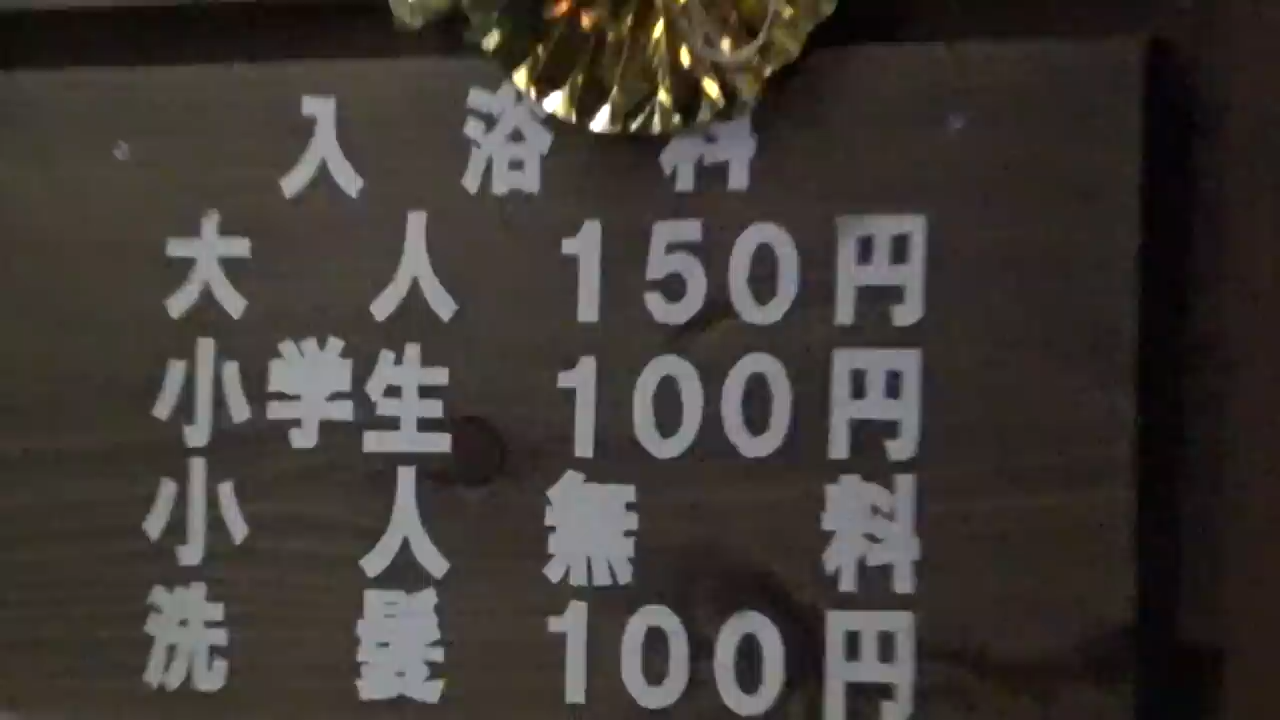 入浴料
大人 150円
小学生 100円
小人 無料
洗髪 100円